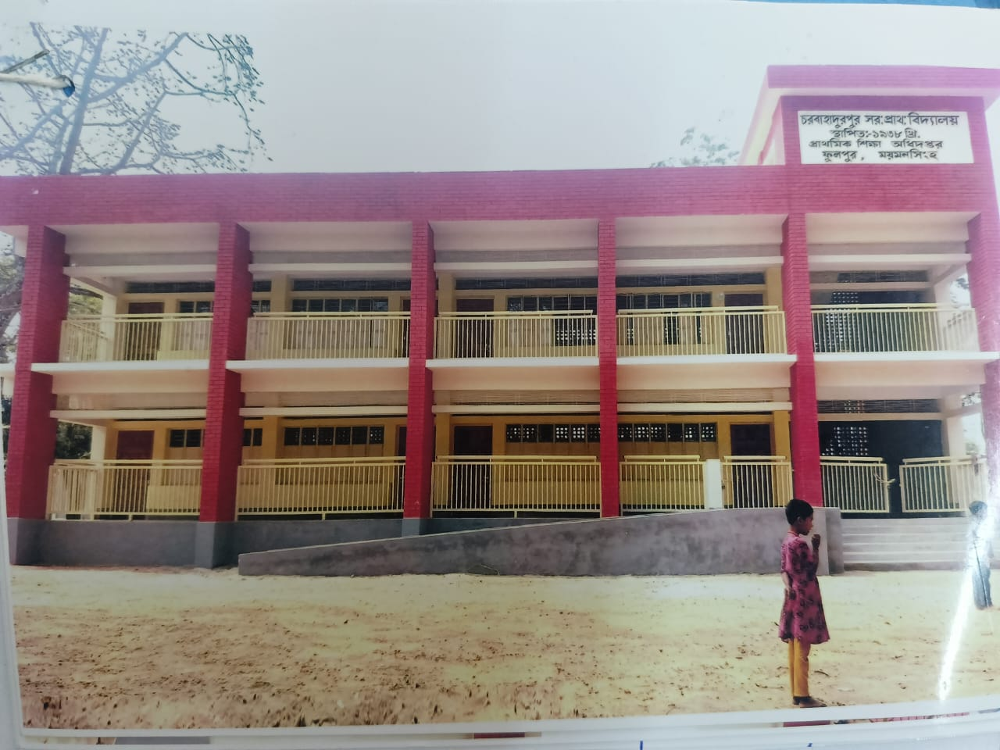 চরবাহাদুরপুর সর:প্রাথ:বিদ্যালয়
স্থাপিত:-১৯৩৮ খ্রি.
প্রাথমিক শিক্ষা অধিদপ্তর
ফুলপুর, ময়মনসিংহ